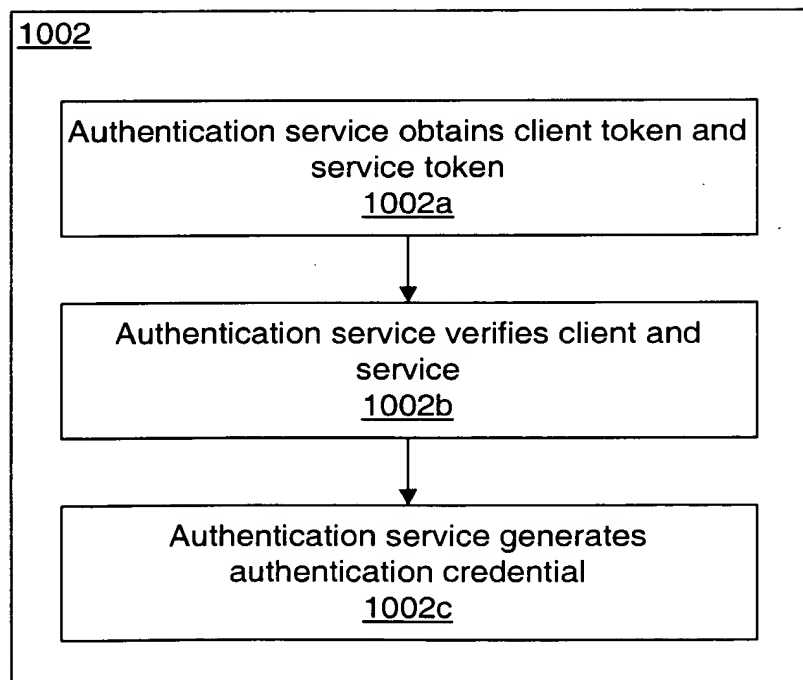 1002
Authentication service obtains client token and
service token
1002a
Authentication service verifies client and
service
1002b
Authentication service generates
authentication credential
1002c